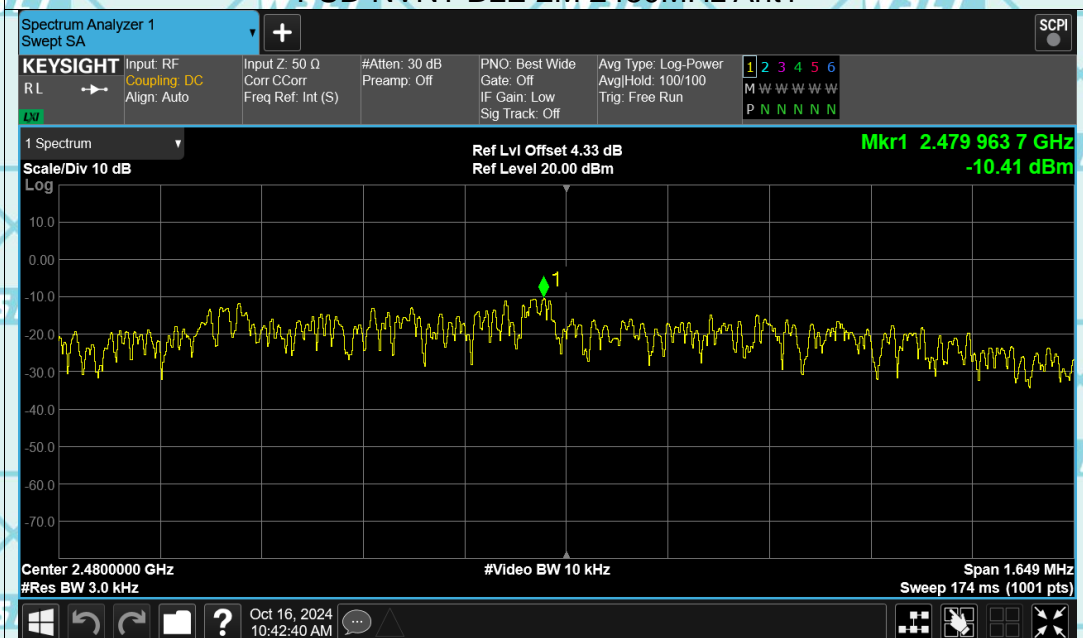 Spectrum Analyzer 1
Swept SA
+
SCPI
KEYSIGHT
RL
LXI
Input: RF
Coupling: DC
Align: Auto
Input Z: 50 Ω
Corr CCorr
Freq Ref: Int (S)
#Atten: 30 dB
Preamp: Off
PNO: Best Wide
Gate: Off
IF Gain: Low
Sig Track: Off
Avg Type: Log-Power
Avg|Hold: 100/100
Trig: Free Run
1 2 3 4 5 6
M W W W W W
P N N N N N
1 Spectrum
Scale/Div 10 dB
Ref Lvl Offset 4.33 dB
Ref Level 20.00 dBm
Mkr1 2.479 963 7 GHz
-10.41 dBm
Log
1
10.0
0.00
-10.0
-20.0
-30.0
-40.0
-50.0
-60.0
-70.0
Center 2.4800000 GHz
#Video BW 10 kHz
Span 1.649 MHz
#Res BW 3.0 kHz
Sweep 174 ms (1001 pts)
?
Oct 16, 2024
10:42:40 AM